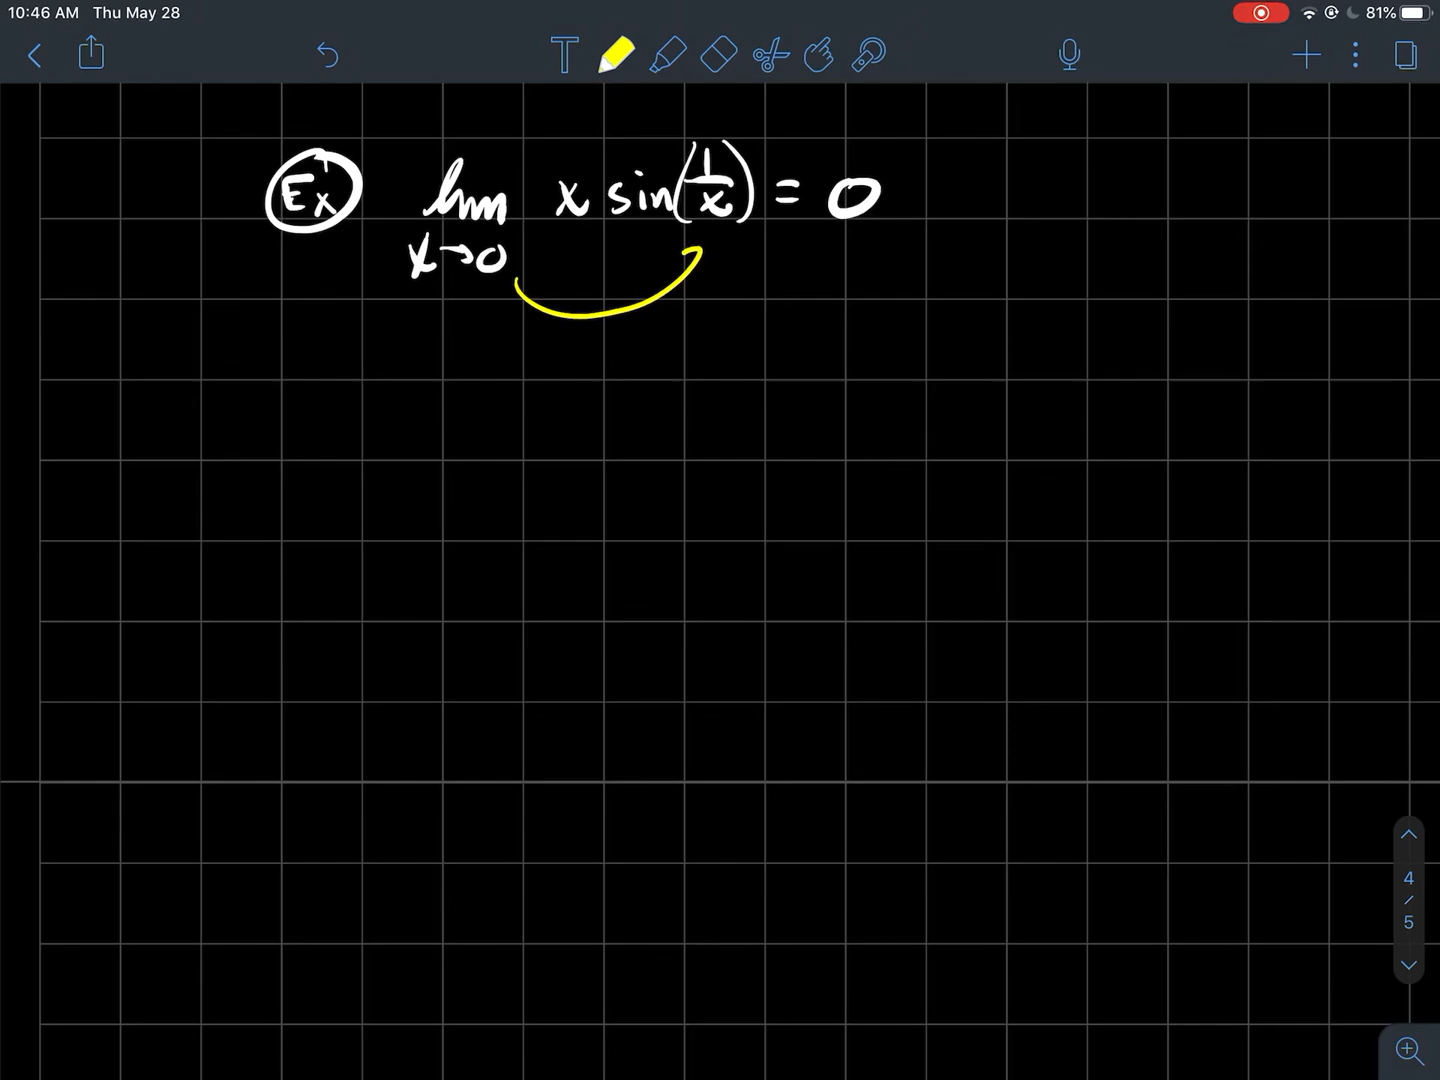 10:46 AM Thu May 28 81%
T
Ex lim x sin(1/x) = 0
x→0
4
/
5